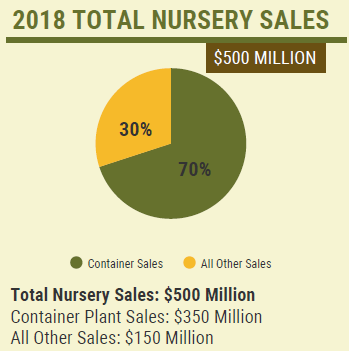 2018 TOTAL NURSERY SALES
$500 MILLION
30%
70%
Container Sales
All Other Sales
Total Nursery Sales: $500 Million
Container Plant Sales: $350 Million
All Other Sales: $150 Million